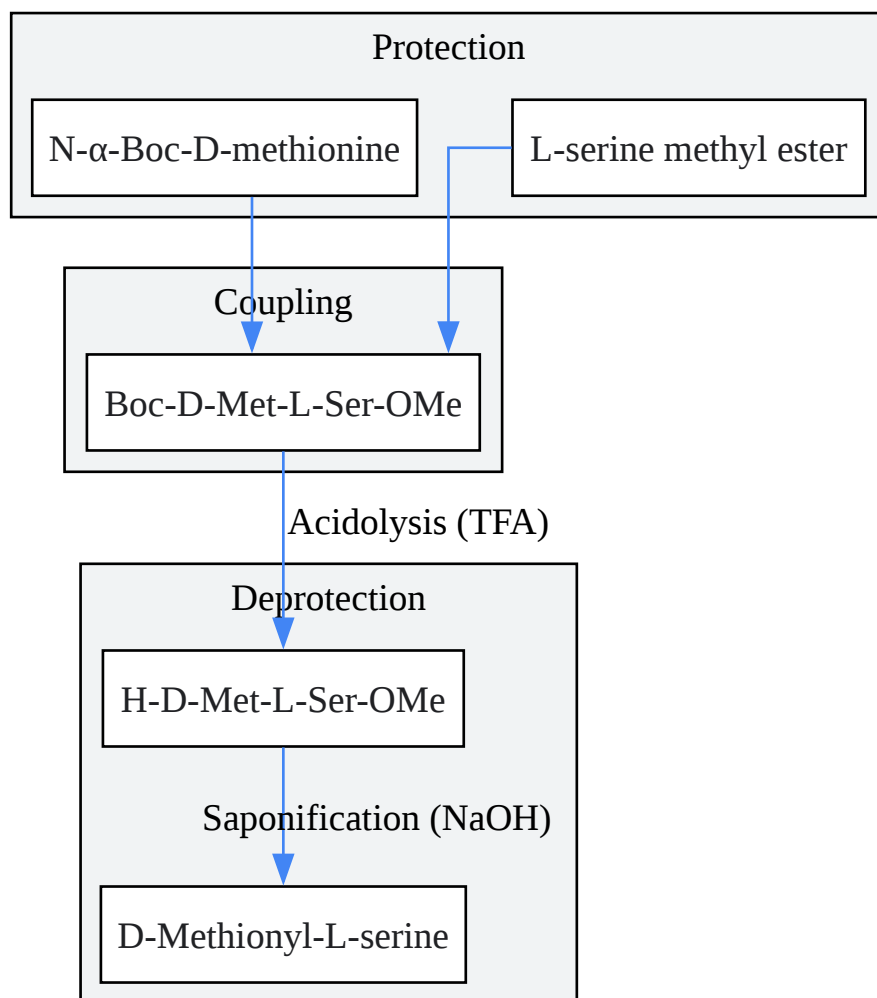 Protection
N-α-Boc-D-methionine
L-serine methyl ester
Coupling
Boc-D-Met-L-Ser-OMe
Acidolysis (TFA)
Deprotection
H-D-Met-L-Ser-OMe
Saponification (NaOH)
D-Methionyl-L-serine